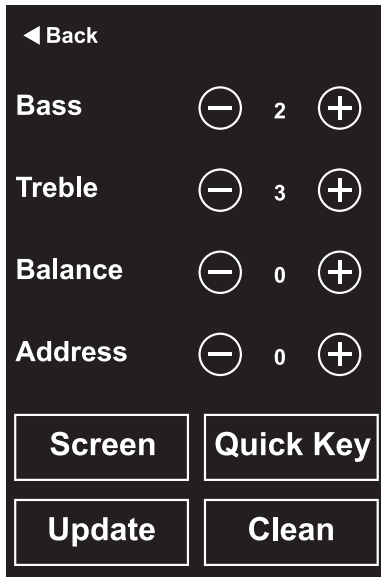 Back
Bass 2
Treble 3
Balance 0
Address 0
Screen Quick Key
Update Clean